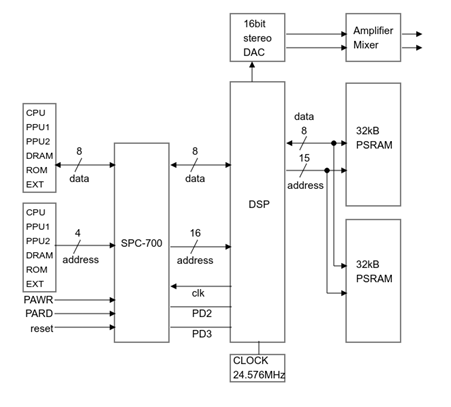 16bit
stereo
DAC
Amplifier
Mixer
CPU
PPU1
PPU2
DRAM
ROM
EXT
8
data
SPC-700
8
data
DSP
data
8
15
address
32kB
PSRAM
CPU
PPU1
PPU2
DRAM
ROM
EXT
4
address
16
address
32kB
PSRAM
PAWR
PARD
reset
clk
PD2
PD3
CLOCK
24.576MHz